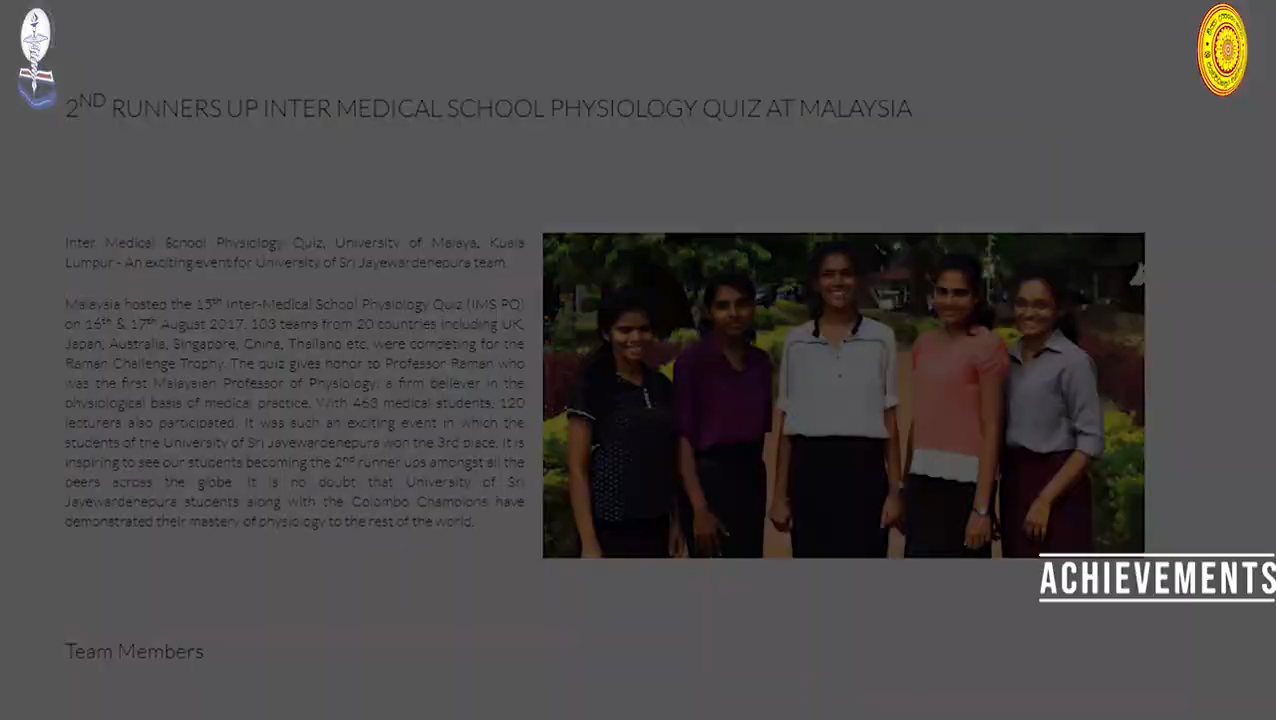 2ND RUNNERS UP INTER MEDICAL SCHOOL PHYSIOLOGY QUIZ AT MALAYSIA
Inter Medical School Physiology Quiz, University of Malaya, Kuala
Lumpur - An exciting event for University of Sri Jayewardenepura team.
Malaysia hosted the 15th Inter-Medical School Physiology Quiz (IMS PQ)
on 16th & 17th August 2017. 103 teams from 20 countries including UK,
Japan, Australia, Singapore, China, Thailand etc. were competing for the
Raman Challenge Trophy. The quiz gives honor to Professor Raman who
was the first Malaysian Professor of Physiology; a firm believer in the
physiological basis of medical practice. With 468 medical students, 120
lecturers also participated. It was such an exciting event in which the
students of the University of Sri Jayewardenepura won the 3rd place. It is
inspiring to see our students becoming the 2nd runner ups amongst all the
peers across the globe. It is no doubt that University of Sri
Jayewardenepura students along with the Colombo Champions have
demonstrated their mastery of physiology to the rest of the world.
ACHIEVEMENTS
Team Members